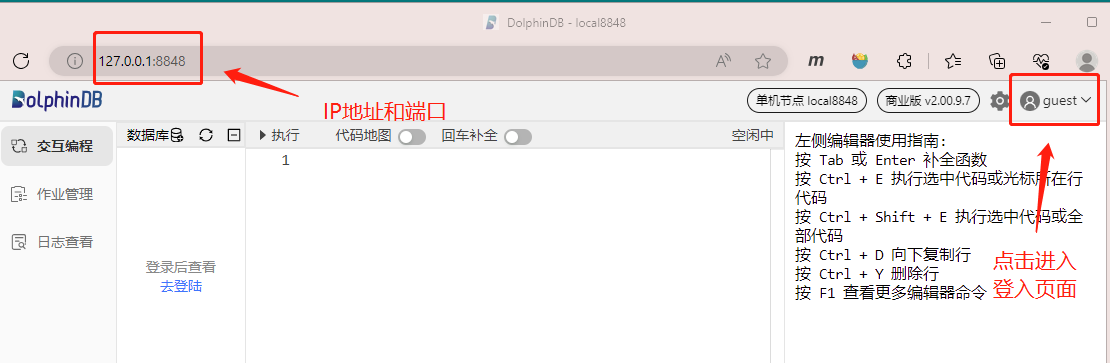 DolphinDB - local8848
127.0.0.1:8848
DolphinDB
单机节点 local8848
商业版 v2.00.9.7
guest
IP地址和端口
交互编程
作业管理
日志查看
数据库
执行
代码地图
回车补全
空闲中
1
登录后查看
去登陆
左侧编辑器使用指南:
按 Tab 或 Enter 补全函数
按 Ctrl + E 执行选中代码或光标所在行
代码
按 Ctrl + Shift + E 执行选中代码或全
部代码
按 Ctrl + D 向下复制行
按 Ctrl + Y 删除行
按 F1 查看更多编辑器命令
点击进入
登入页面